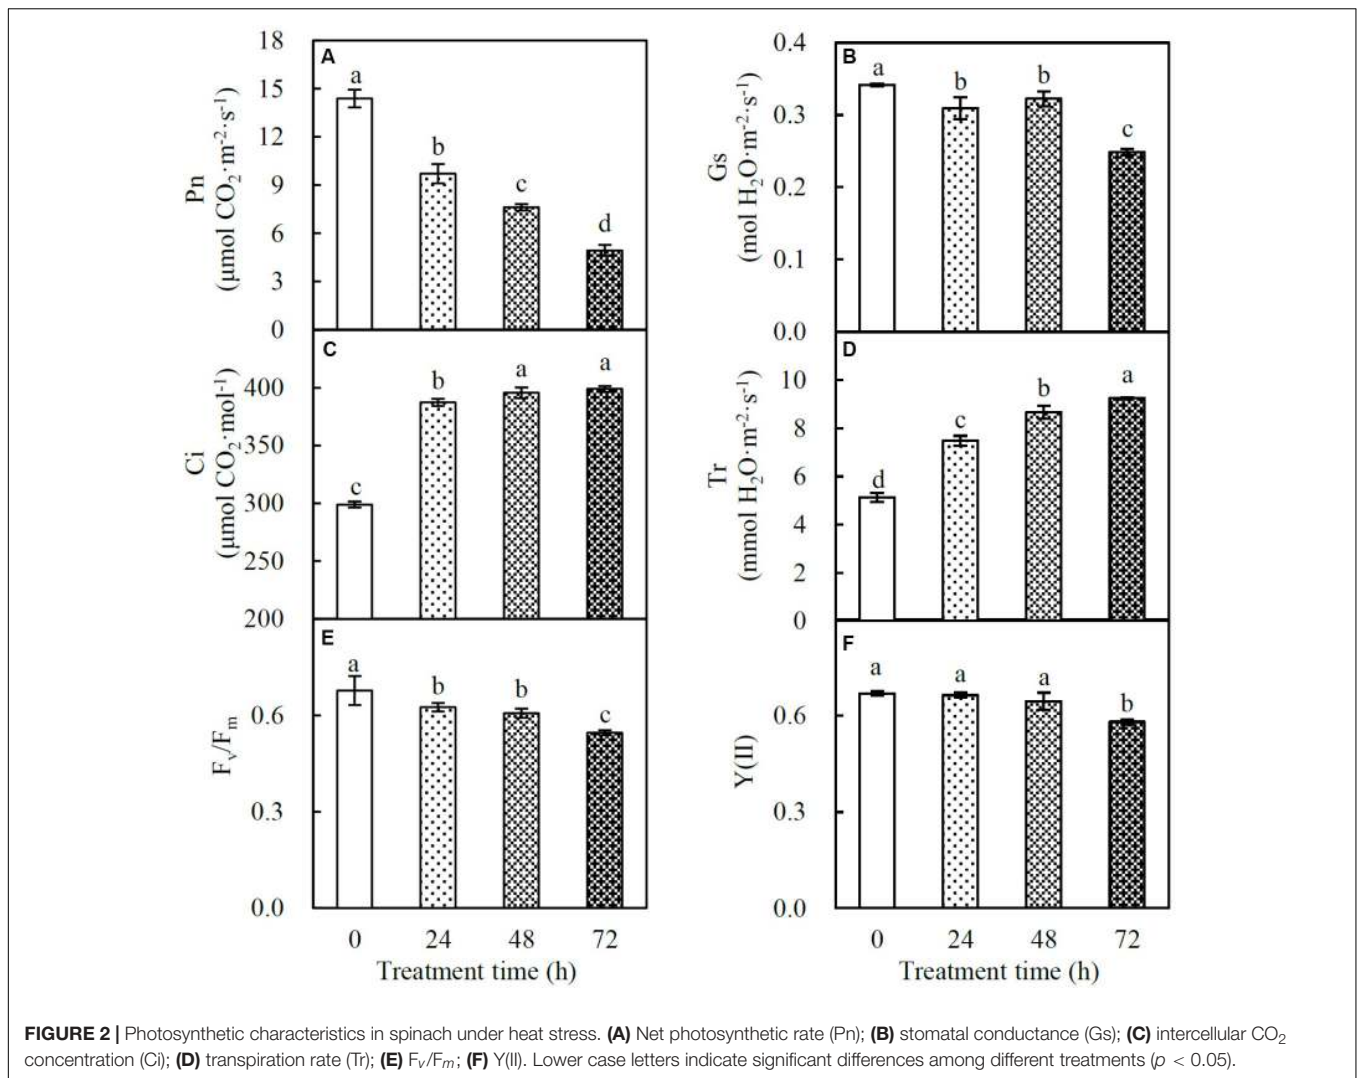 A
18
15
12
9
6
3
0
Pn
(μmol CO2·m-2·s-1)
a
b
c
d
B
0.4
0.3
0.2
0.1
0.0
Gs
(mol H2O·m-2·s-1)
a
b
b
c
C
400
350
300
250
200
Ci
(μmol CO2·mol-1)
c
b
a
a
D
10
8
6
4
2
0
Tr
(mmol H2O·m-2·s-1)
d
c
b
a
E
0.6
0.3
0.0
Fv/Fm
a
b
b
c
0 24 48 72
Treatment time (h)
F
0.6
0.3
0.0
Y(II)
a
a
a
b
0 24 48 72
Treatment time (h)
FIGURE 2 | Photosynthetic characteristics in spinach under heat stress. (A) Net photosynthetic rate (Pn); (B) stomatal conductance (Gs); (C) intercellular CO2
concentration (Ci); (D) transpiration rate (Tr); (E) Fv/Fm; (F) Y(II). Lower case letters indicate significant differences among different treatments (p < 0.05).